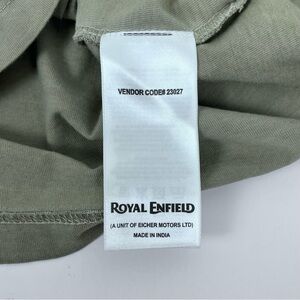 VENDOR CODE# 23027
ROYAL ENFIELD
(A UNIT OF EICHER MOTORS LTD)
MADE IN INDIA